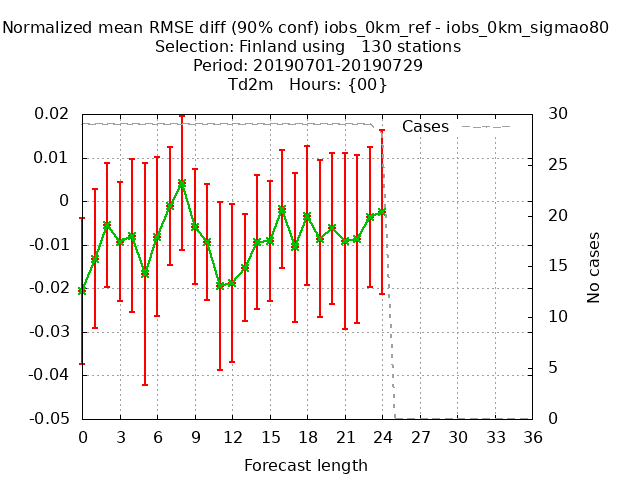 Normalized mean RMSE diff (90% conf) iobs_0km_ref - iobs_0km_sigmao80
Selection: Finland using   130 stations
Period: 20190701-20190729
Td2m   Hours: {00}
0.02
0.01
0
-0.01
-0.02
-0.03
-0.04
-0.05
Cases
30
25
20
15
10
5
0
No cases
0 3 6 9 12 15 18 21 24 27 30 33 36
Forecast length